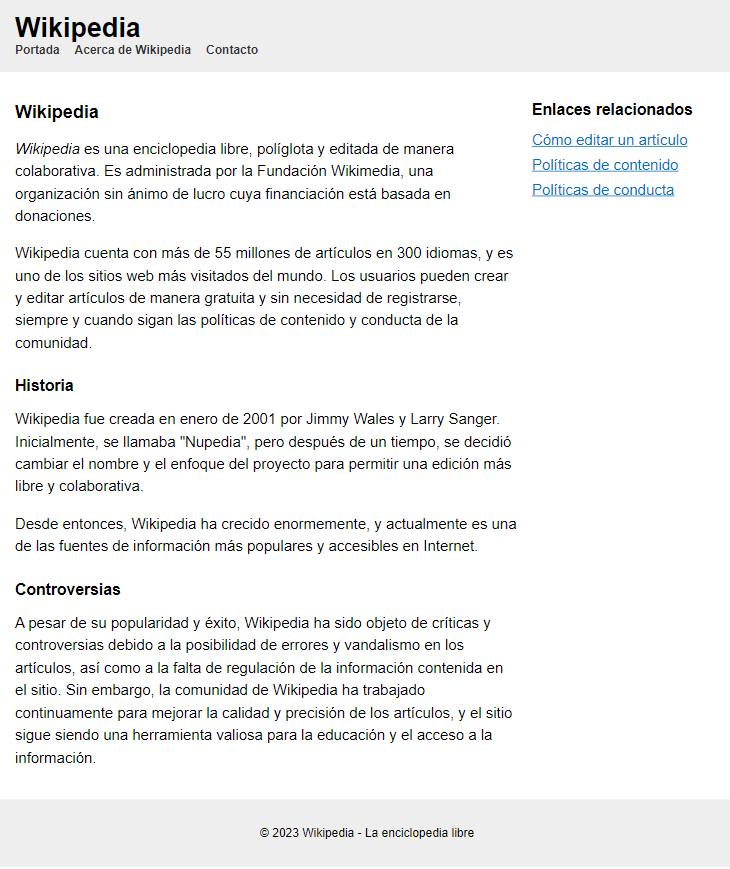 Wikipedia
Portada Acerca de Wikipedia Contacto
Wikipedia
Wikipedia es una enciclopedia libre, políglota y editada de manera
colaborativa. Es administrada por la Fundación Wikimedia, una
organización sin ánimo de lucro cuya financiación está basada en
donaciones.
Wikipedia cuenta con más de 55 millones de artículos en 300 idiomas, y es
uno de los sitios web más visitados del mundo. Los usuarios pueden crear
y editar artículos de manera gratuita y sin necesidad de registrarse,
siempre y cuando sigan las políticas de contenido y conducta de la
comunidad.
Historia
Wikipedia fue creada en enero de 2001 por Jimmy Wales y Larry Sanger.
Inicialmente, se llamaba "Nupedia", pero después de un tiempo, se decidió
cambiar el nombre y el enfoque del proyecto para permitir una edición más
libre y colaborativa.
Desde entonces, Wikipedia ha crecido enormemente, y actualmente es una
de las fuentes de información más populares y accesibles en Internet.
Controversias
A pesar de su popularidad y éxito, Wikipedia ha sido objeto de críticas y
controversias debido a la posibilidad de errores y vandalismo en los
artículos, así como a la falta de regulación de la información contenida en
el sitio. Sin embargo, la comunidad de Wikipedia ha trabajado
continuamente para mejorar la calidad y precisión de los artículos, y el sitio
sigue siendo una herramienta valiosa para la educación y el acceso a la
información.
Enlaces relacionados
Cómo editar un artículo
Políticas de contenido
Políticas de conducta
© 2023 Wikipedia - La enciclopedia libre